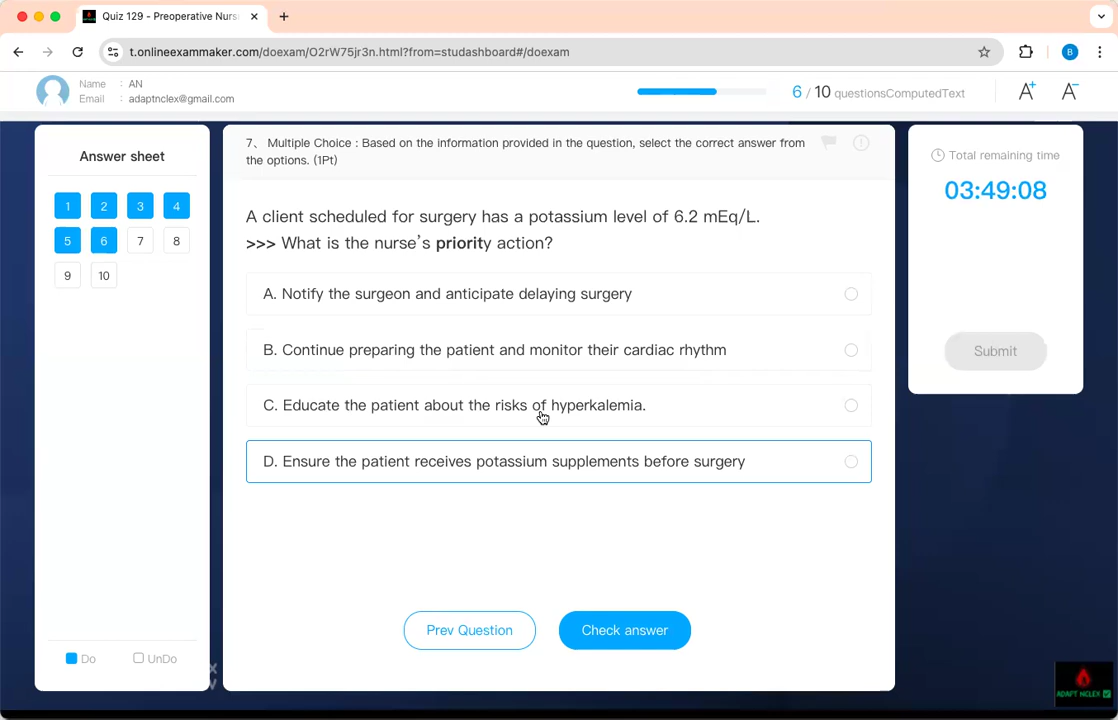 Quiz 129 - Preoperative Nurs
t.onlineexammaker.com/doexam/O2rW75jr3n.html?from=studashboard#/doexam
B
Name : AN
Email : adaptnclex@gmail.com
6 / 10 questionsComputedText
A+
A-
Answer sheet
1 2 3 4
5 6 7 8
9 10
Do UnDo
7、 Multiple Choice : Based on the information provided in the question, select the correct answer from
the options. (1Pt)
A client scheduled for surgery has a potassium level of 6.2 mEq/L.
>>> What is the nurse's priority action?
A. Notify the surgeon and anticipate delaying surgery
B. Continue preparing the patient and monitor their cardiac rhythm
C. Educate the patient about the risks of hyperkalemia.
D. Ensure the patient receives potassium supplements before surgery
Prev Question
Check answer
Total remaining time
03:49:08
Submit
ADAPT NCLEX